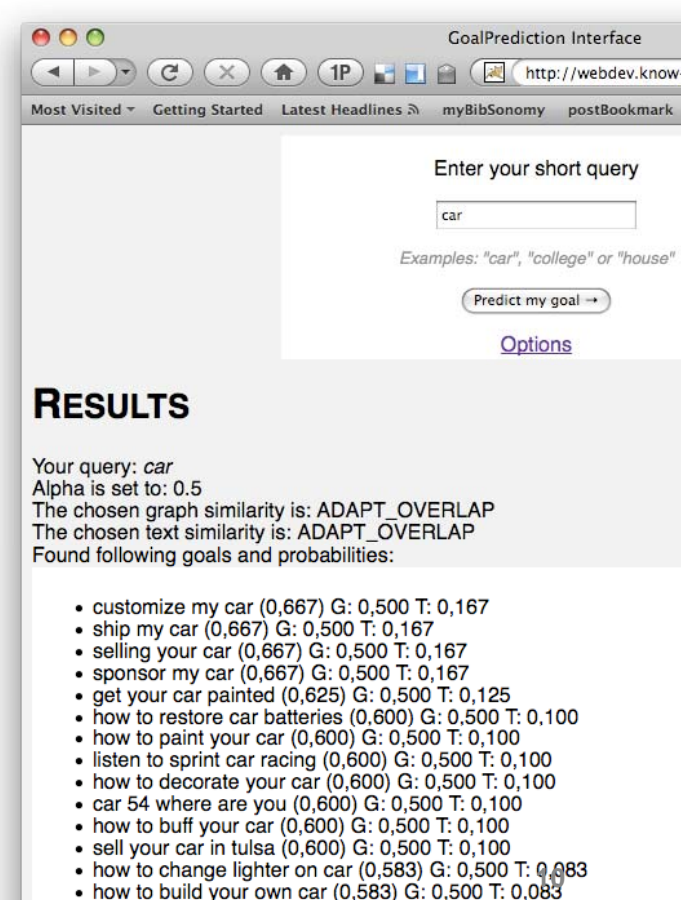 GoalPrediction Interface
1P
http://webdev.know-
Most Visited Getting Started Latest Headlines myBibSonomy postBookmark
Enter your short query
car
Examples: "car", "college" or "house"
Predict my goal →
Options
RESULTS
Your query: car
Alpha is set to: 0.5
The chosen graph similarity is: ADAPT_OVERLAP
The chosen text similarity is: ADAPT_OVERLAP
Found following goals and probabilities:
• customize my car (0,667) G: 0,500 T: 0,167
• ship my car (0,667) G: 0,500 T: 0,167
• selling your car (0,667) G: 0,500 T: 0,167
• sponsor my car (0,667) G: 0,500 T: 0,167
• get your car painted (0,625) G: 0,500 T: 0,125
• how to restore car batteries (0,600) G: 0,500 T: 0,100
• how to paint your car (0,600) G: 0,500 T: 0,100
• listen to sprint car racing (0,600) G: 0,500 T: 0,100
• how to decorate your car (0,600) G: 0,500 T: 0,100
• car 54 where are you (0,600) G: 0,500 T: 0,100
• how to buff your car (0,600) G: 0,500 T: 0,100
• sell your car in tulsa (0,600) G: 0,500 T: 0,100
• how to change lighter on car (0,583) G: 0,500 T: 0,083
10
• how to build your own car (0,583) G: 0,500 T: 0,083